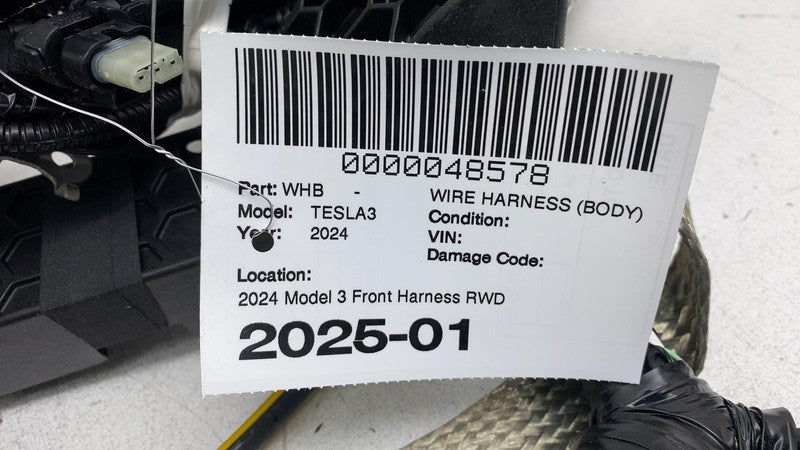 0000048578
Part: WHB - WIRE HARNESS (BODY)
Model: TESLA3 Condition:
Year: 2024 VIN:
Damage Code:
Location:
2024 Model 3 Front Harness RWD
2025-01